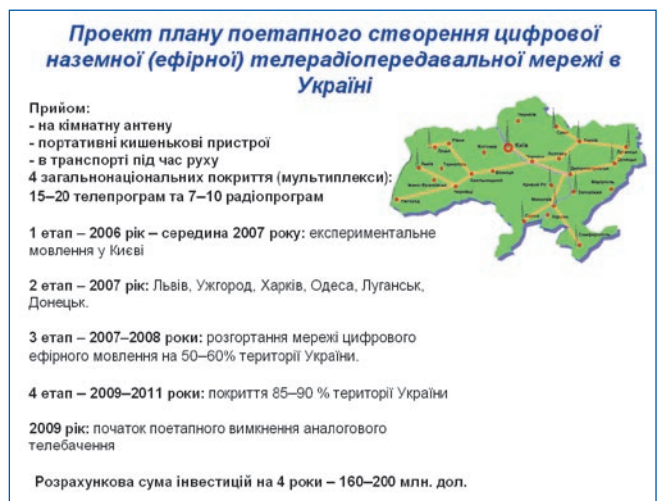 Проект плану поетапного створення цифрової
наземної (ефірної) телерадіопередавальної мережі в
Україні
Прийом:
- на кімнатну антену
- портативні кишенькові пристрої
- в транспорті під час руху
4 загальнонаціональних покриття (мультиплекси):
15–20 телепрограм та 7–10 радіопрограм
1 етап – 2006 рік – середина 2007 року: експериментальне
мовлення у Києві
2 етап – 2007 рік: Львів, Ужгород, Харків, Одеса, Луганськ,
Донецьк.
3 етап – 2007–2008 роки: розгортання мережі цифрового
ефірного мовлення на 50–60% території України.
4 етап – 2009–2011 роки: покриття 85–90 % території України
2009 рік: початок поетапного вимкнення аналогового
телебачення
Розрахункова сума інвестицій на 4 роки – 160–200 млн. дол.
Київ